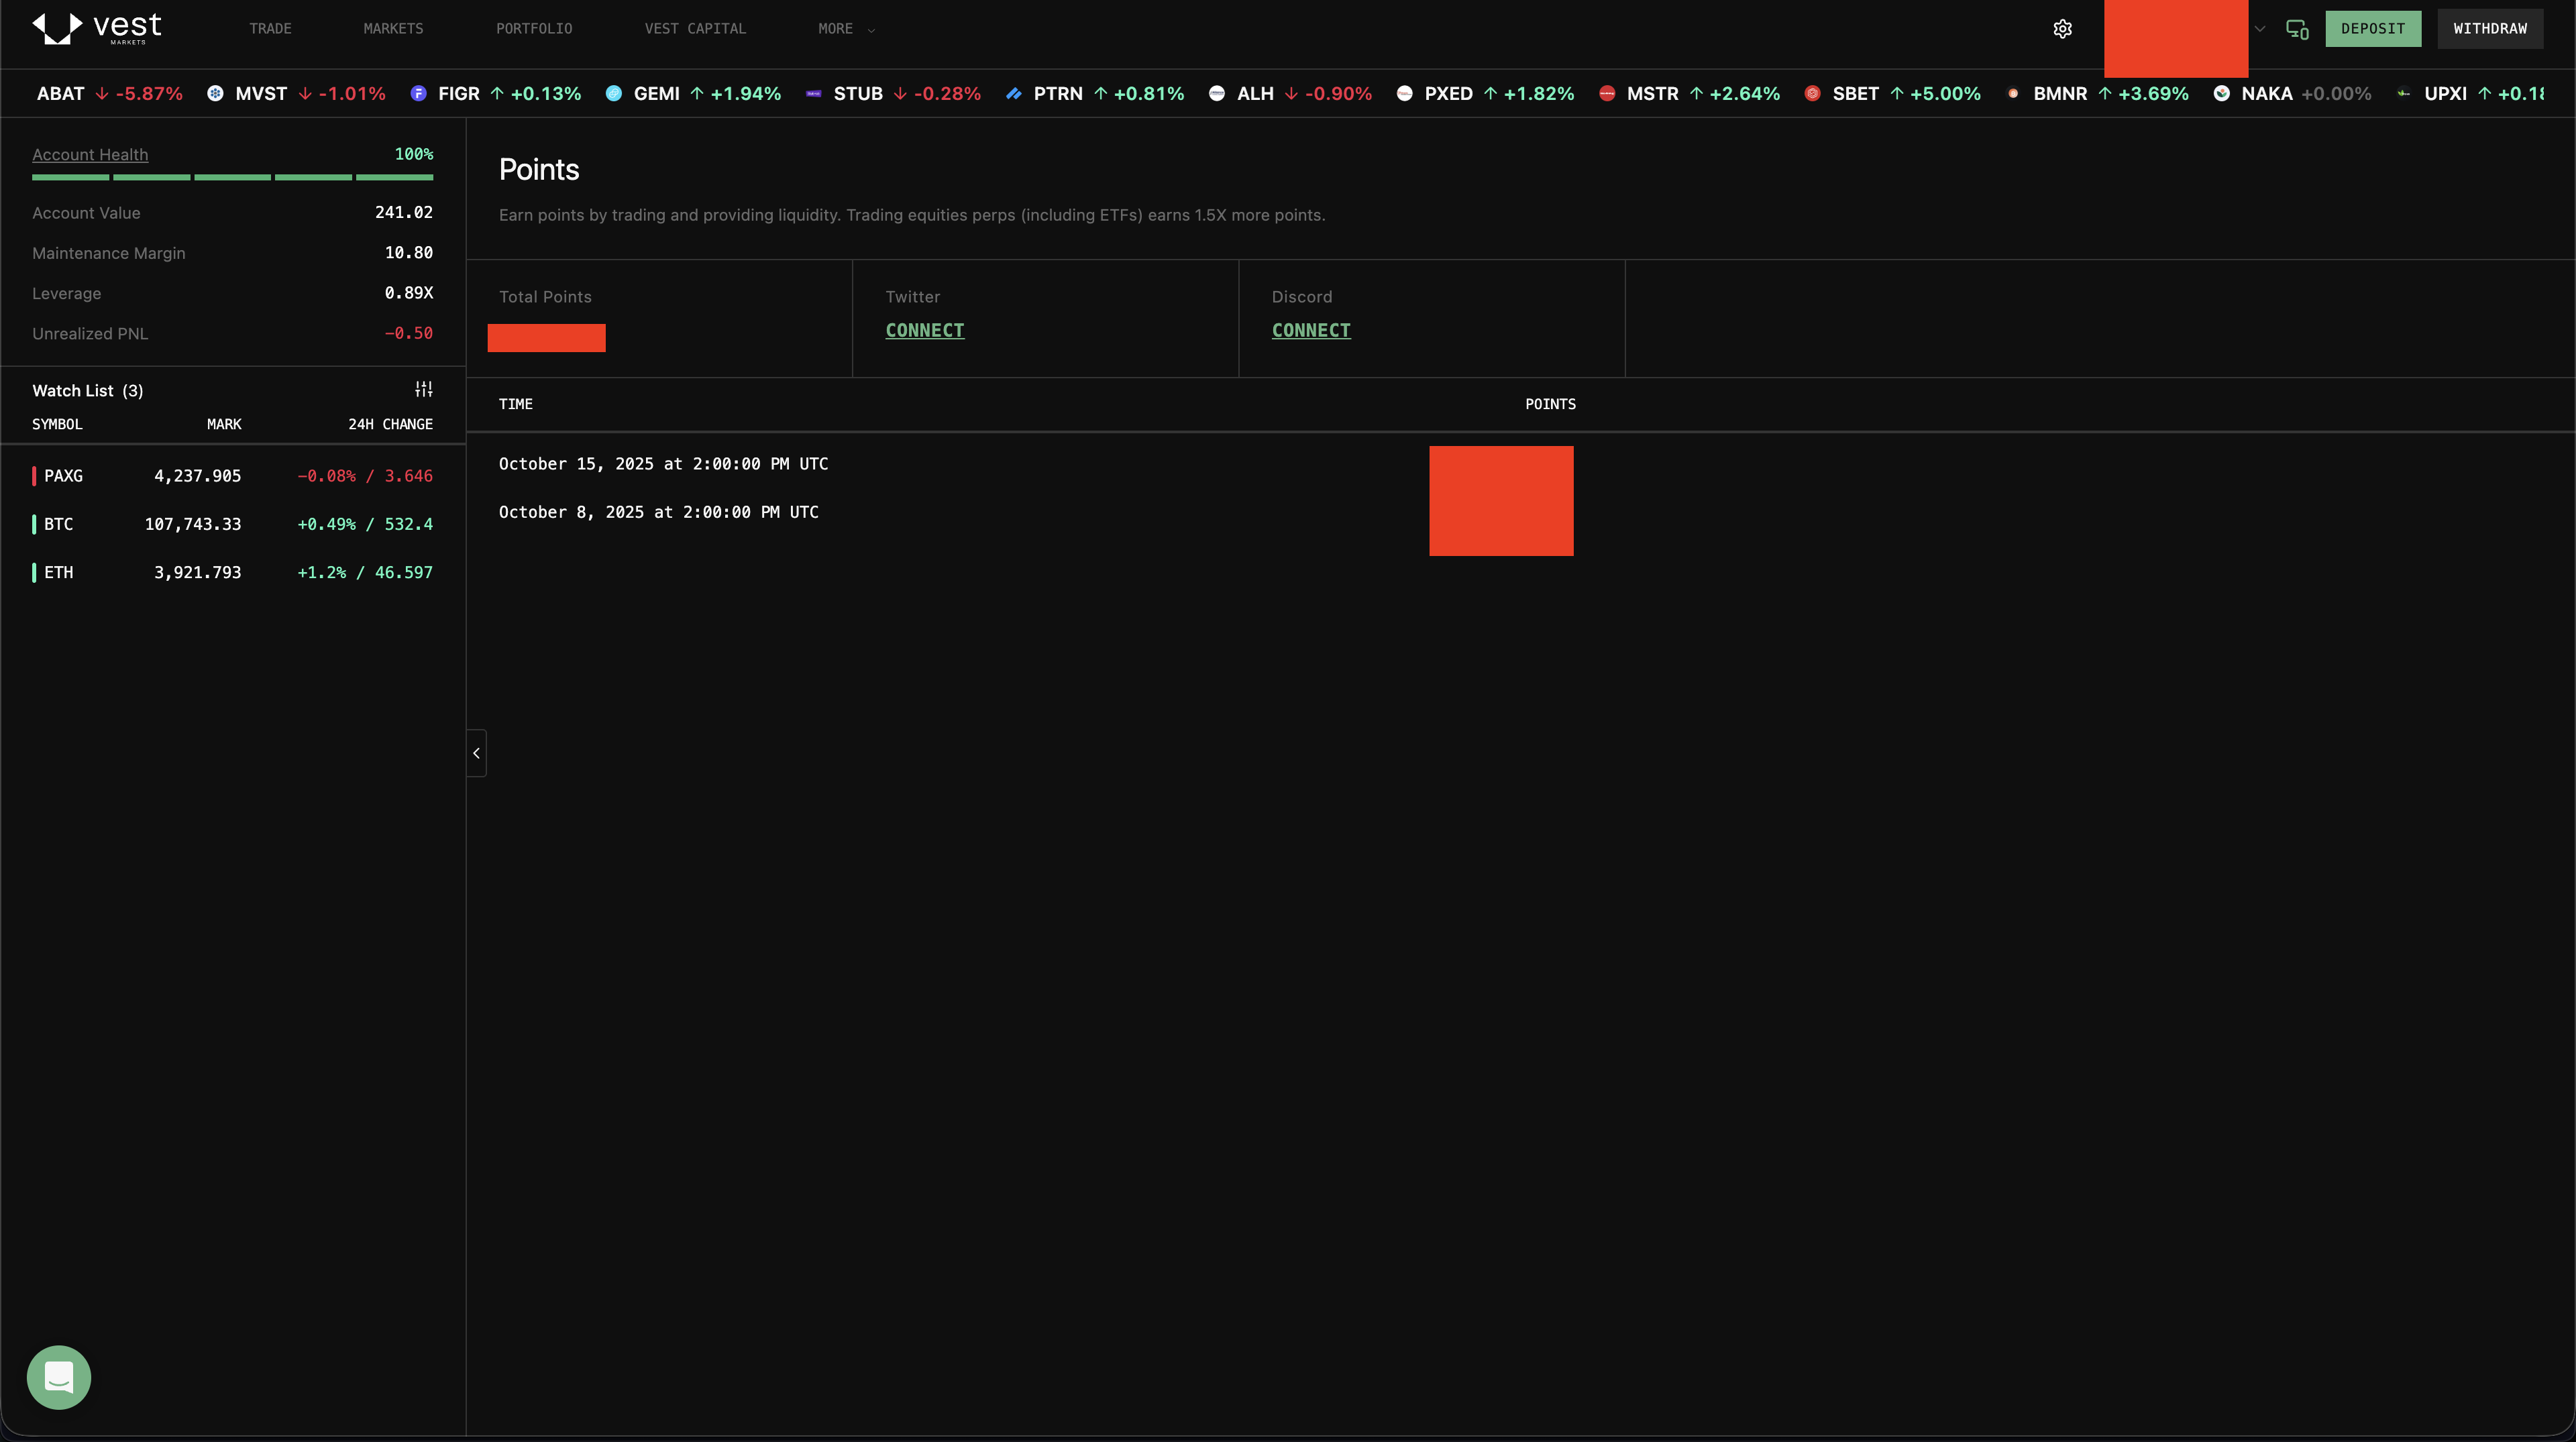 vest MARKETS TRADE MARKETS PORTFOLIO VEST CAPITAL MORE DEPOSIT WITHDRAW
ABAT ↓ -5.87% MVST ↓ -1.01% FIGR ↑ +0.13% GEMI ↑ +1.94% STUB ↓ -0.28% PTRN ↑ +0.81% ALH ↓ -0.90% PXED ↑ +1.82% MSTR ↑ +2.64% SBET ↑ +5.00% BMNR ↑ +3.69% NAKA +0.00% UPXI ↑
Account Health 100%
Account Value 241.02
Maintenance Margin 10.80
Leverage 0.89X
Unrealized PNL −0.50
Watch List (3)
SYMBOL MARK 24H CHANGE
PAXG 4,237.905 −0.08% / 3.646
BTC 107,743.33 +0.49% / 532.4
ETH 3,921.793 +1.2% / 46.597
Points
Earn points by trading and providing liquidity. Trading equities perps (including ETFs) earns 1.5X more points.
Total Points
Twitter
CONNECT
Discord
CONNECT
TIME POINTS
October 15, 2025 at 2:00:00 PM UTC
October 8, 2025 at 2:00:00 PM UTC